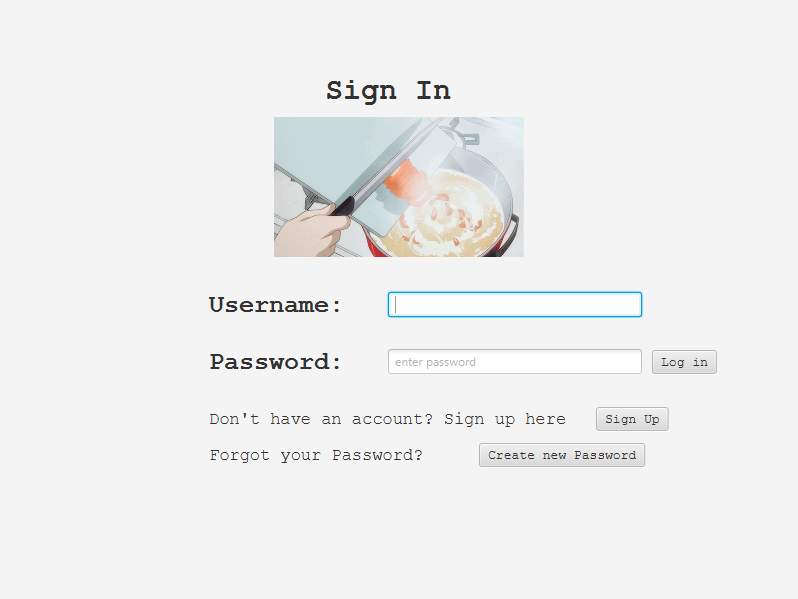 Sign In
Username:
Password: enter password Log in
Don't have an account? Sign up here Sign Up
Forgot your Password? Create new Password